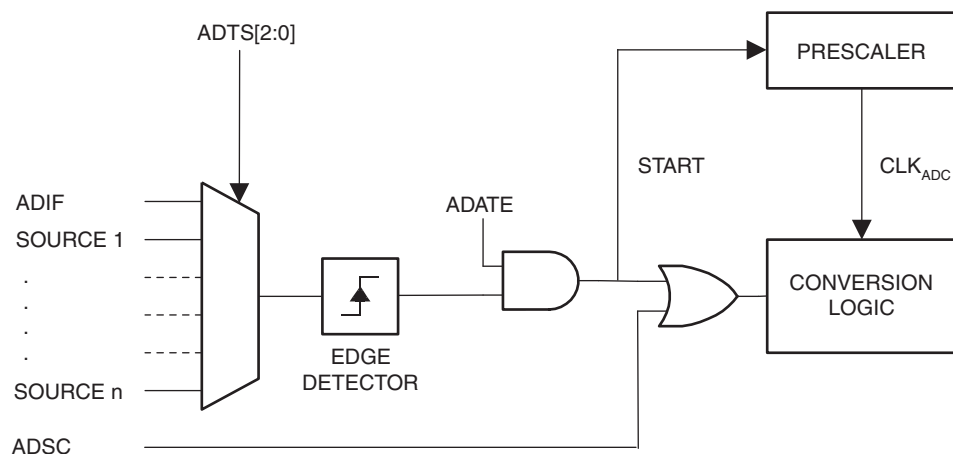 ADTS[2:0]
PRESCALER
START
CLKADC
ADIF
SOURCE 1
.
.
.
.
SOURCE n
ADSC
ADATE
EDGE
DETECTOR
CONVERSION
LOGIC